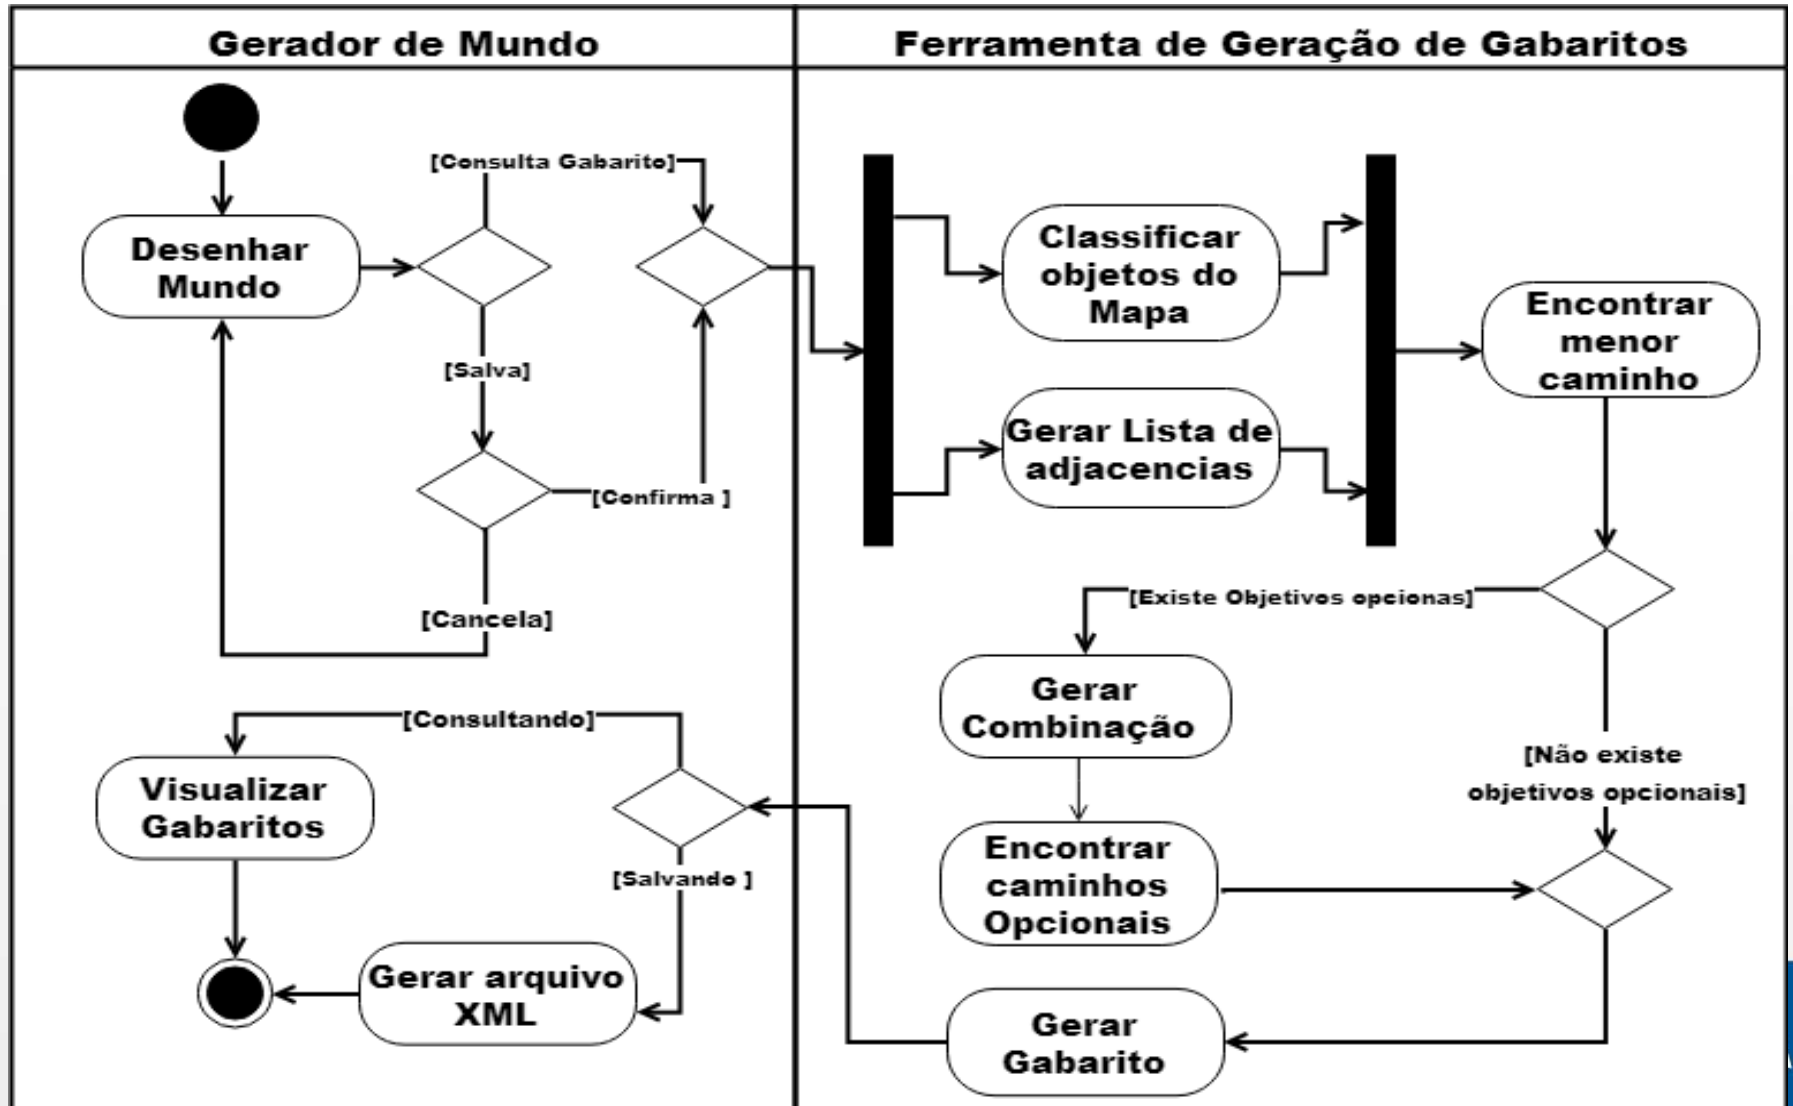 Gerador de Mundo
Ferramenta de Geração de Gabaritos
[Consulta Gabarito]
Desenhar
Mundo
[Salva]
[Confirma ]
[Cancela]
Classificar
objetos do
Mapa
Gerar Lista de
adjacencias
Encontrar
menor
caminho
[Existe Objetivos opcionas]
[Não existe
objetivos opcionais]
Gerar
Combinação
Encontrar
caminhos
Opcionais
Gerar
Gabarito
[Consultando]
Visualizar
Gabaritos
[Salvando ]
Gerar arquivo
XML